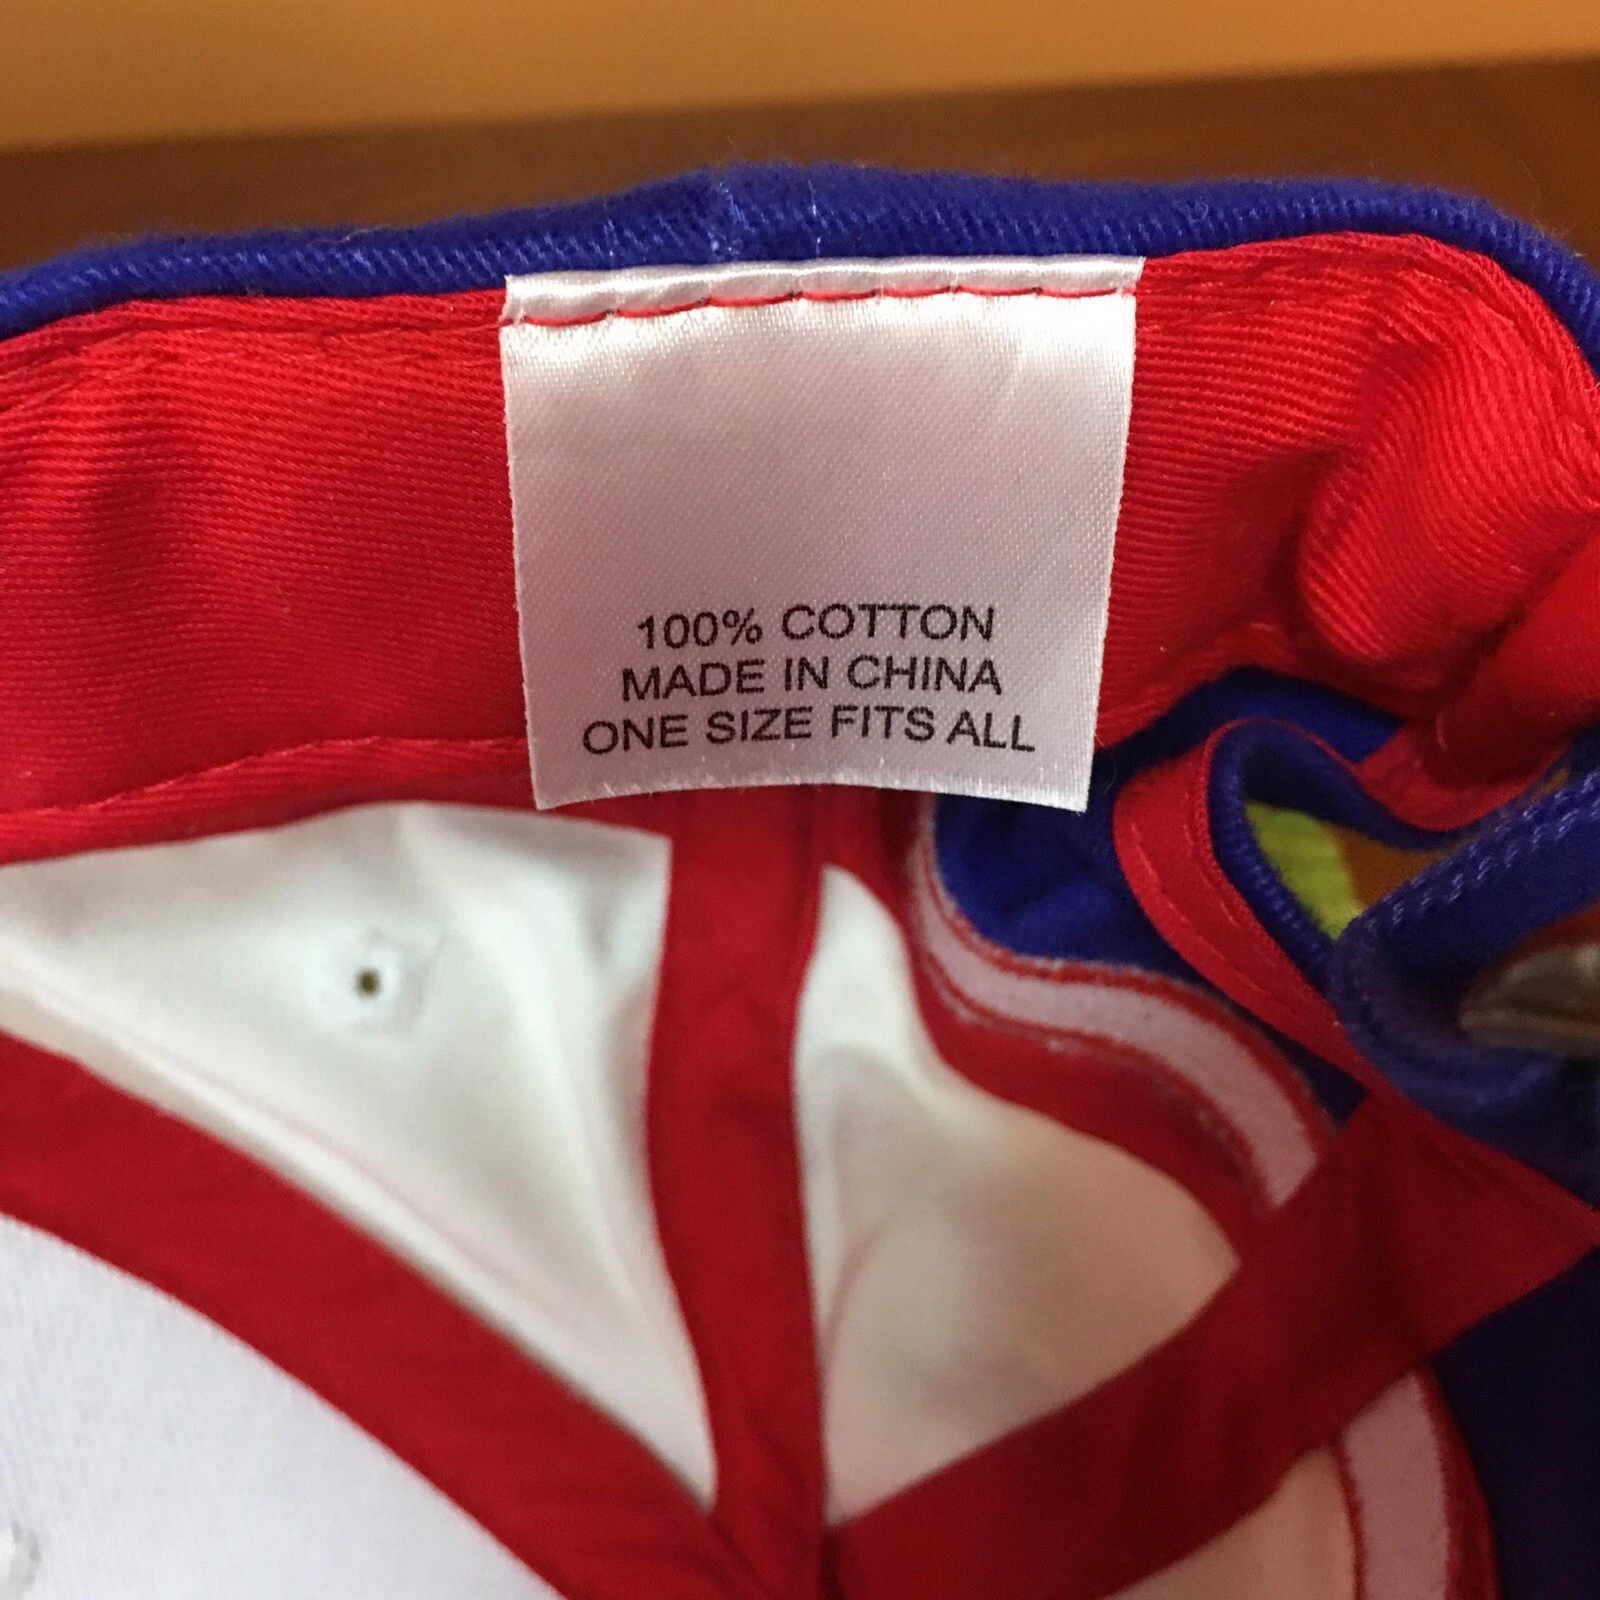 100% COTTON
MADE IN CHINA
ONE SIZE FITS ALL